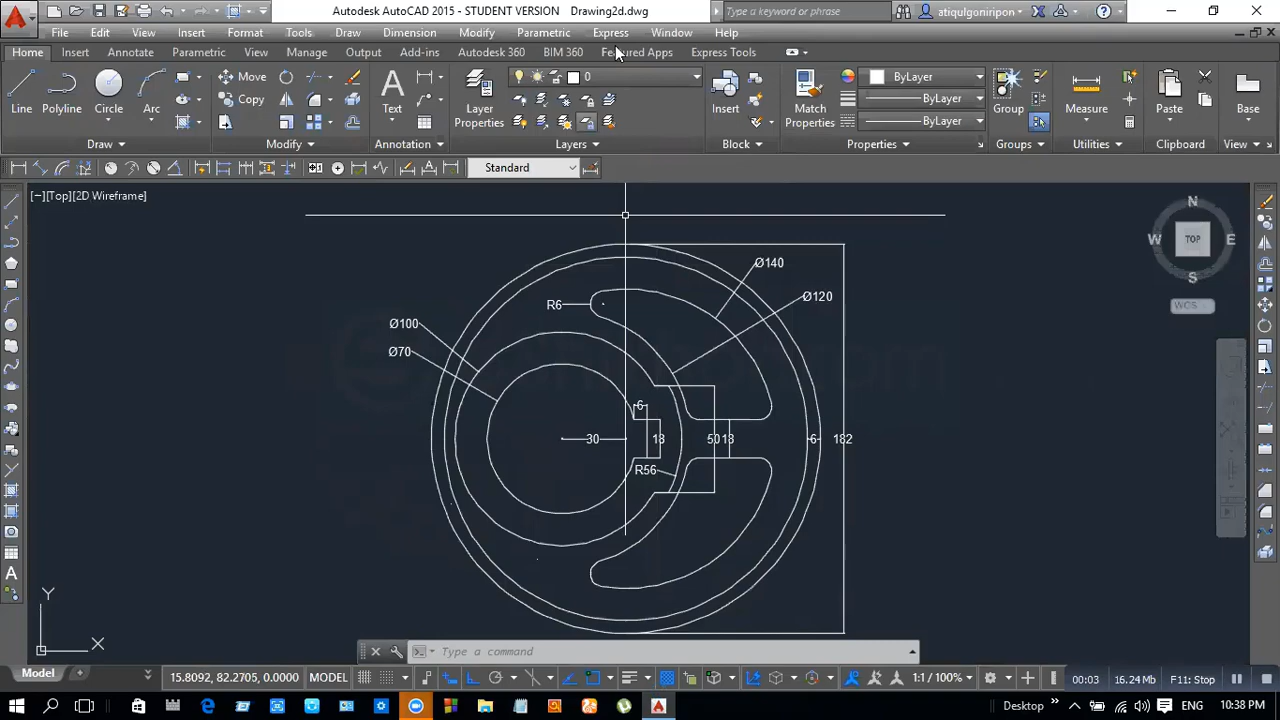 Autodesk AutoCAD 2015 - STUDENT VERSION Drawing2d.dwg
Type a keyword or phrase
atiqulgoniripon
File Edit View Insert Format Tools Draw Dimension Modify Parametric Express Window Help
Home Insert Annotate Parametric View Manage Output Add-ins Autodesk 360 BIM 360 Featured Apps Express Tools
Line Polyline Circle Arc
Move
Copy
Text
Layer Properties
0
Insert
Match Properties
ByLayer
ByLayer
ByLayer
Group
Measure
Paste
Base
Draw Modify Annotation Layers Block Properties Groups Utilities Clipboard View
Standard
[−][Top][2D Wireframe]
N
W TOP E
S
WCS
Ø140
R6
Ø120
Ø100
Ø70
6
30 13 50 13 6 182
R56
Y
X
Type a command
Model
15.8092, 82.2705, 0.0000 MODEL
1:1 / 100%
00:03 16.24 Mb F11: Stop
Desktop
ENG 10:38 PM